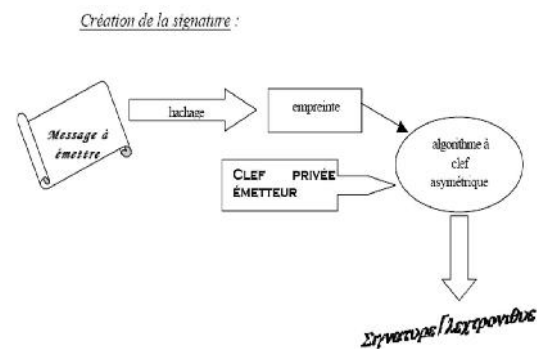 Création de la signature :
Message à
émettre
hachage
empreinte
algorithme à
clef
asymétrique
CLEF PRIVÉE
ÉMETTEUR
Σιγνατυρε Γλεχτρονιθυε